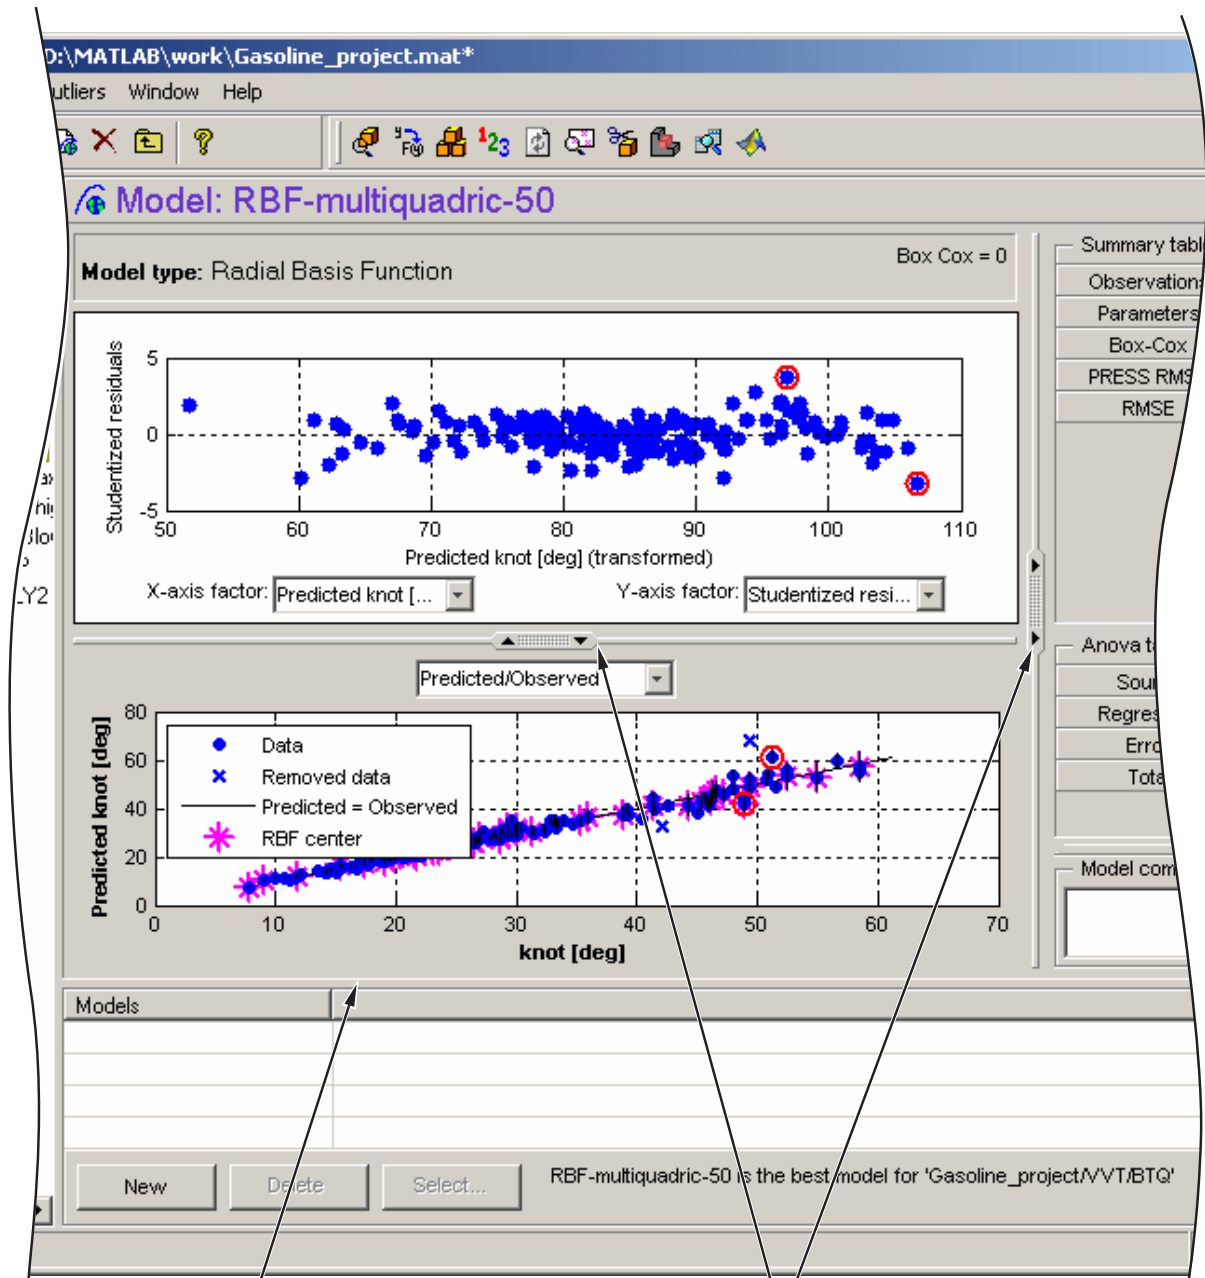 D:\MATLAB\work\Gasoline_project.mat*
utliers Window Help
Model: RBF-multiquadric-50
Model type: Radial Basis Function
Box Cox = 0
Summary tabl
Observations
Parameters
Box-Cox
PRESS RMS
RMSE
Studentized residuals
5
0
-5
50 60 70 80 90 100 110
Predicted knot [deg] (transformed)
X-axis factor: Predicted knot [...
Y-axis factor: Studentized resi...
_Y2
Anova t
Sour
Regres
Erro
Tota
Predicted/Observed
Predicted knot [deg]
80
60
40
20
0
Data
Removed data
Predicted = Observed
RBF center
0 10 20 30 40 50 60 70
knot [deg]
Model com
Models
New Delete Select...
RBF-multiquadric-50 is the best model for 'Gasoline_project/VVT/BTQ'